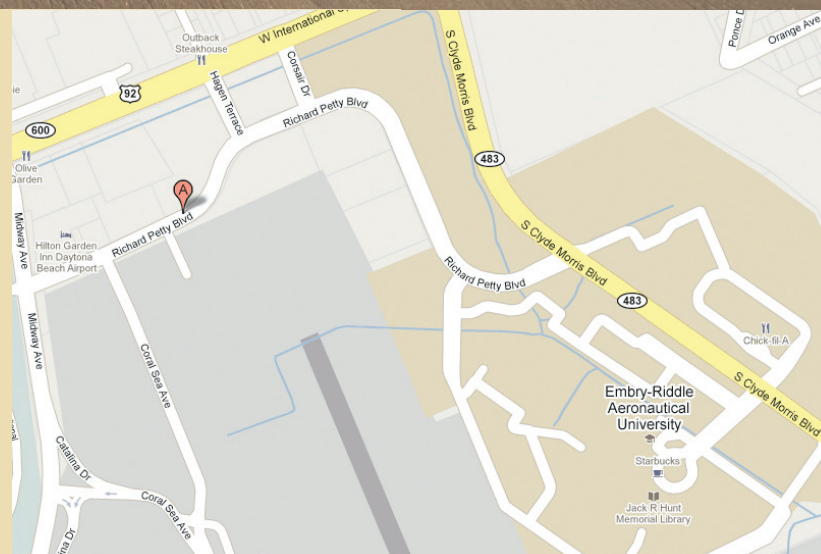 Outback
Steakhouse
W International
S Clyde Morris Blvd
Ponce D
Orange Ave
Corsair Dr
92
Hagen Terrace
Richard Petty Blvd
600
483
Olive
Garden
A
Midway Ave
Richard Petty Blvd
S Clyde Morris Blvd
Hilton Garden
Inn Daytona
Beach Airport
Richard Petty Blvd
483
Midway Ave
Chick-fil-A
Coral Sea Ave
S Clyde Morris Blvd
Embry-Riddle
Aeronautical
University
Catalina Dr
Starbucks
Coral Sea Ave
Jack R Hunt
Memorial Library
ina Dr